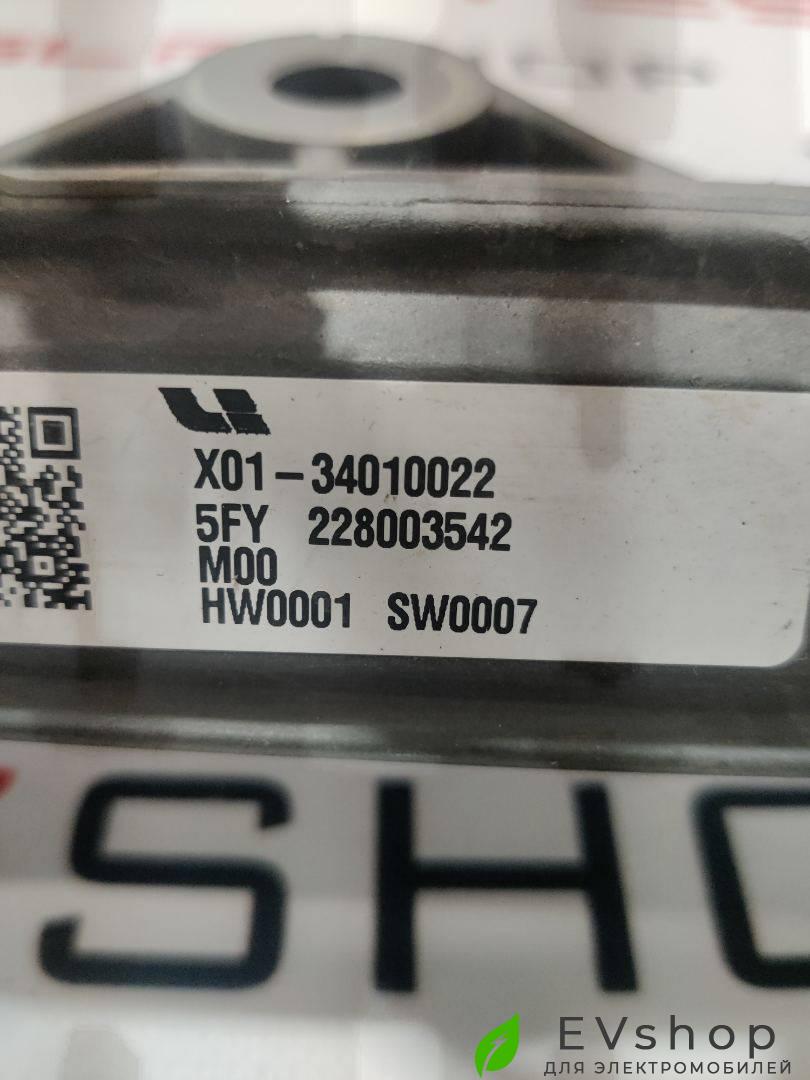 X01-34010022
5FY 228003542
M00
HW0001 SW0007
SHO
EVshop
ДЛЯ ЭЛЕКТРОМОБИЛЕЙ